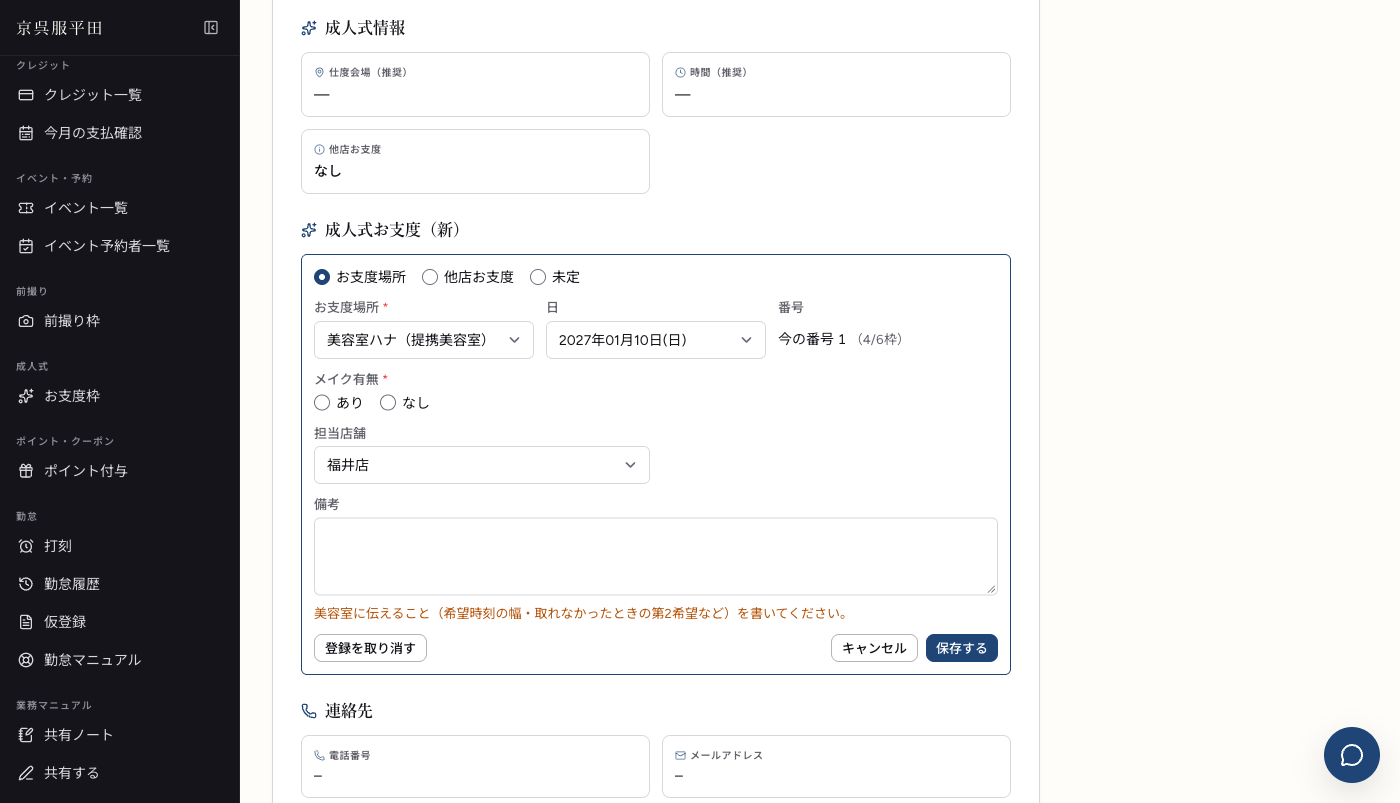 京呉服平田
クレジット
クレジット一覧
今月の支払確認
イベント・予約
イベント一覧
イベント予約者一覧
前撮り
前撮り枠
成人式
お支度枠
ポイント・クーポン
ポイント付与
勤怠
打刻
勤怠履歴
仮登録
勤怠マニュアル
業務マニュアル
共有ノート
共有する
成人式情報
仕度会場（推奨） 時間（推奨）
— —
他店お支度
なし
成人式お支度（新）
お支度場所 他店お支度 未定
お支度場所 * 日 番号
美容室ハナ（提携美容室） 2027年01月10日(日) 今の番号 1 （4/6枠）
メイク有無 *
あり なし
担当店舗
福井店
備考
美容室に伝えること（希望時刻の幅・取れなかったときの第2希望など）を書いてください。
登録を取り消す キャンセル 保存する
連絡先
電話番号 メールアドレス
– –